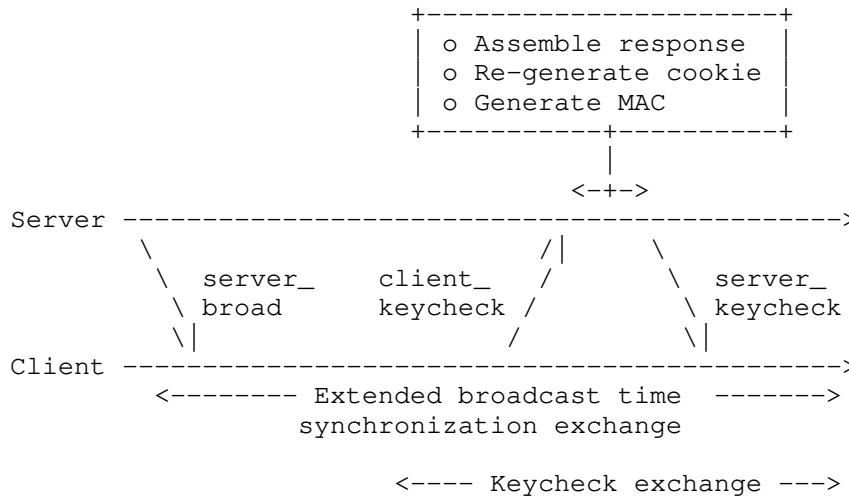 o Assemble response
o Re-generate cookie
o Generate MAC
Server
server_ client_ server_
broad keycheck keycheck
Client
Extended broadcast time
synchronization exchange
Keycheck exchange